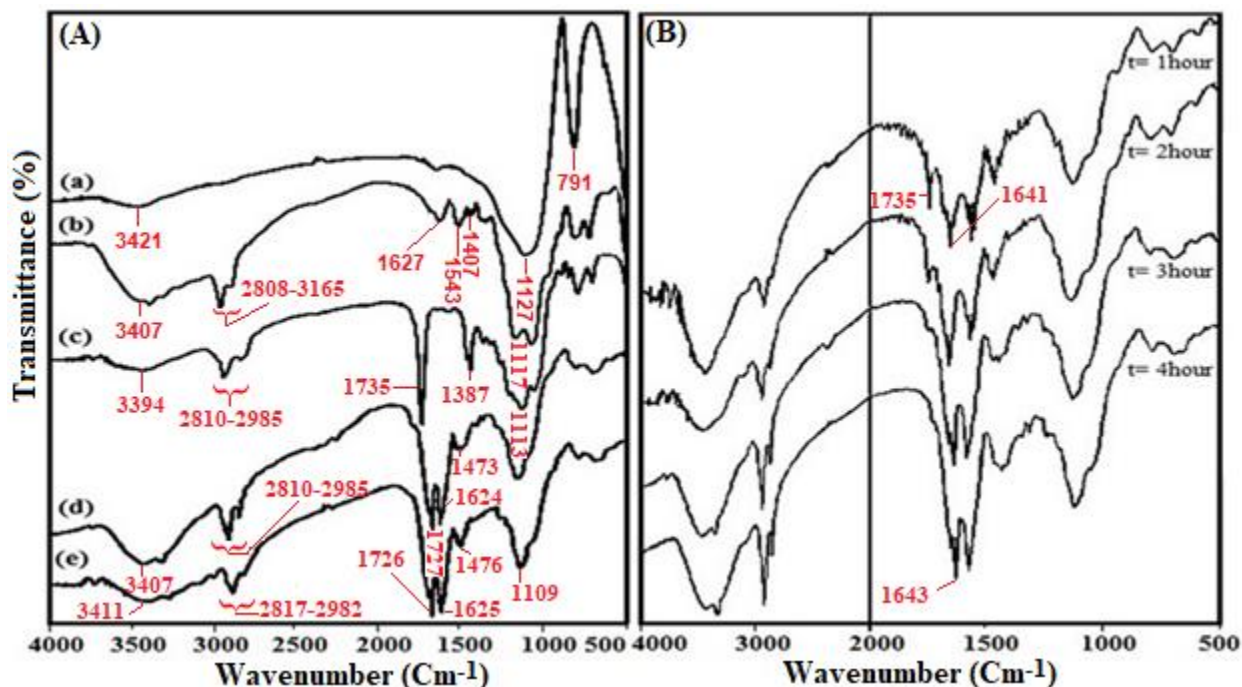 (A)
(B)
Transmittance (%)
(a)
3421
791
(b)
3407
2808-3165
1627
1543
1407
1127
(c)
3394
2810-2985
1735
1387
1117
1113
(d)
3407
2810-2985
1473
1624
1727
(e)
3411
2817-2982
1726
1625
1476
1109
4000 3500 3000 2500 2000 1500 1000 500
Wavenumber (Cm-1)
t= 1hour
t= 2hour
t= 3hour
t= 4hour
1735
1641
1643
4000 3000 2000 1500 1000 500
Wavenumber (Cm-1)